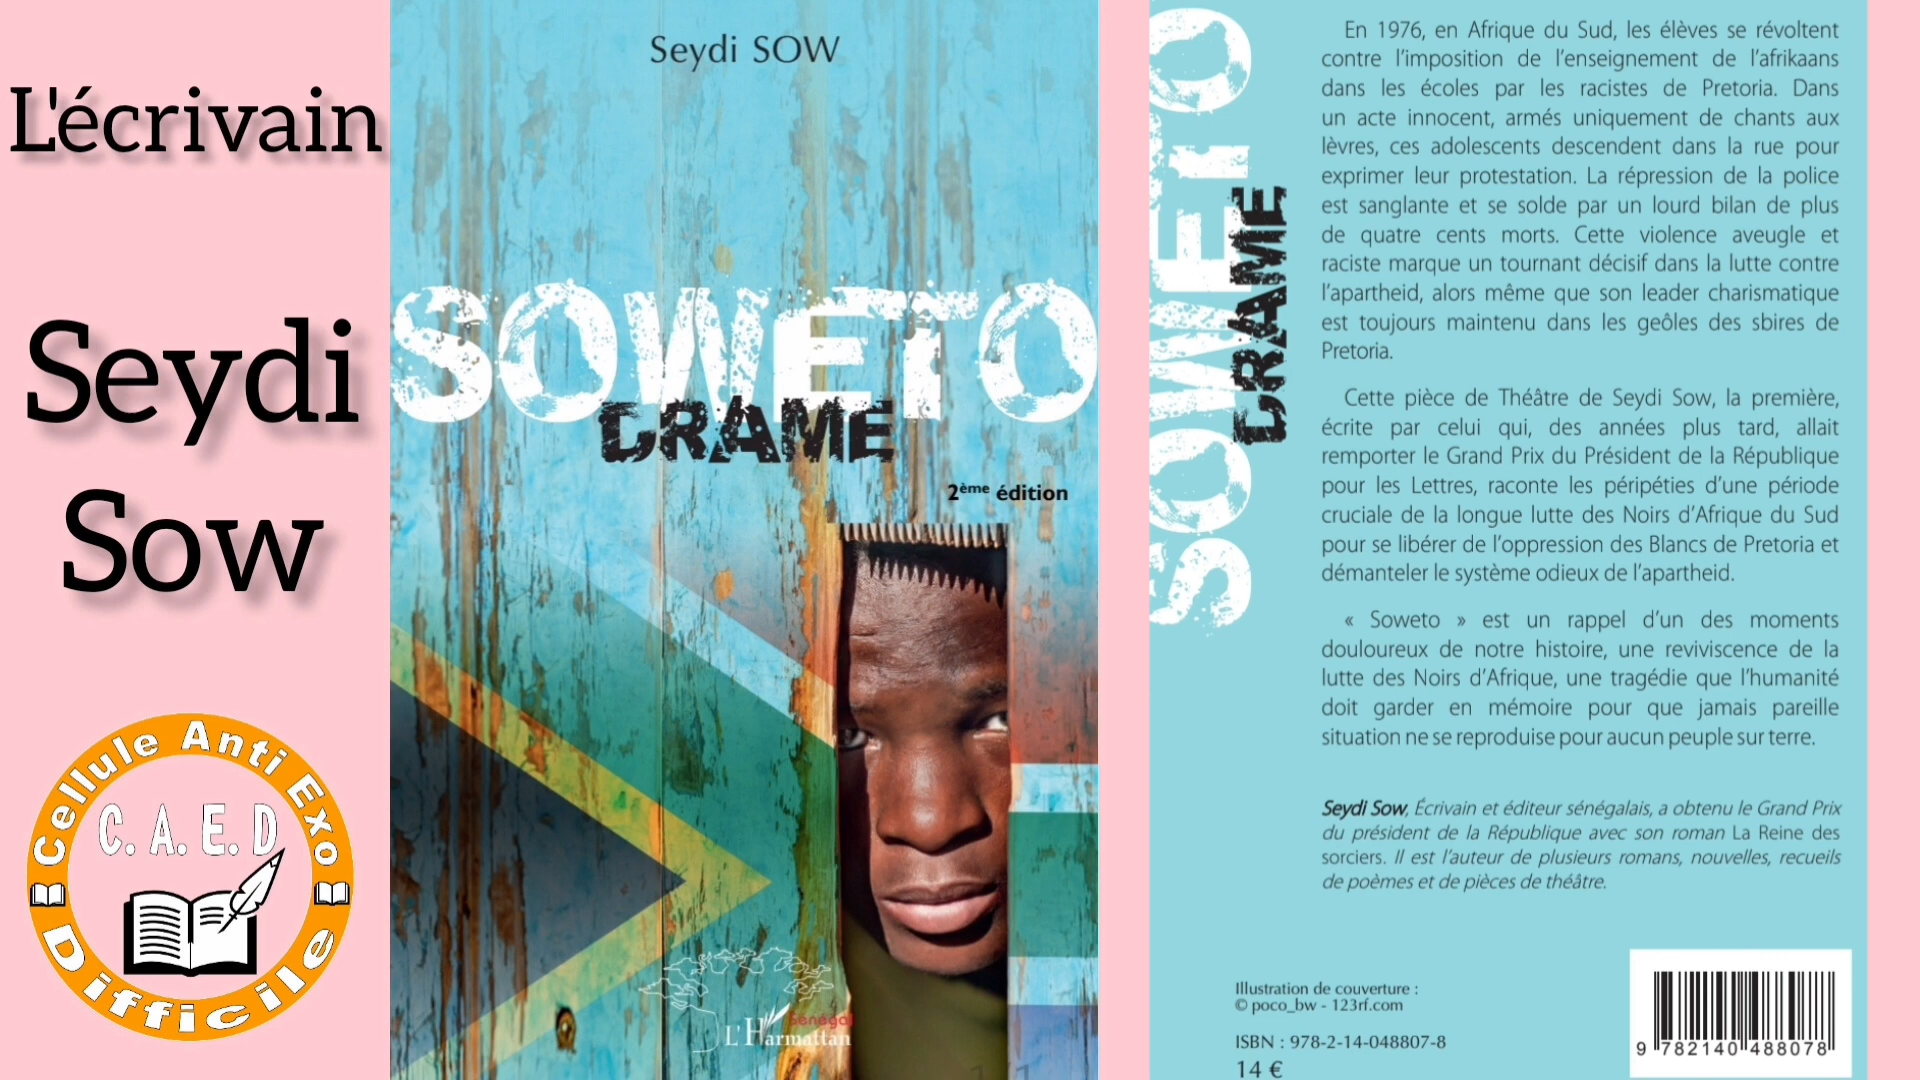 L'écrivain
Seydi
Sow
Cellule Anti Exo
C. A. E. D
Difficile
Seydi SOW
SOWETO
DRAME
2ème édition
Sénégal
L'Harmattan
SOWETO
DRAME
En 1976, en Afrique du Sud, les élèves se révoltent
contre l'imposition de l'enseignement de l'afrikaans
dans les écoles par les racistes de Pretoria. Dans
un acte innocent, armés uniquement de chants aux
lèvres, ces adolescents descendent dans la rue pour
exprimer leur protestation. La répression de la police
est sanglante et se solde par un lourd bilan de plus
de quatre cents morts. Cette violence aveugle et
raciste marque un tournant décisif dans la lutte contre
l'apartheid, alors même que son leader charismatique
est toujours maintenu dans les geôles des sbires de
Pretoria.
Cette pièce de Théâtre de Seydi Sow, la première,
écrite par celui qui, des années plus tard, allait
remporter le Grand Prix du Président de la République
pour les Lettres, raconte les péripéties d'une période
cruciale de la longue lutte des Noirs d'Afrique du Sud
pour se libérer de l'oppression des Blancs de Pretoria et
démanteler le système odieux de l'apartheid.
« Soweto » est un rappel d'un des moments
douloureux de notre histoire, une reviviscence de la
lutte des Noirs d'Afrique, une tragédie que l'humanité
doit garder en mémoire pour que jamais pareille
situation ne se reproduise pour aucun peuple sur terre.
Seydi Sow, Écrivain et éditeur sénégalais, a obtenu le Grand Prix
du président de la République avec son roman La Reine des
sorciers. Il est l'auteur de plusieurs romans, nouvelles, recueils
de poèmes et de pièces de théâtre.
Illustration de couverture :
© poco_bw - 123rf.com
ISBN : 978-2-14-048807-8
14 €
9 782140 488078